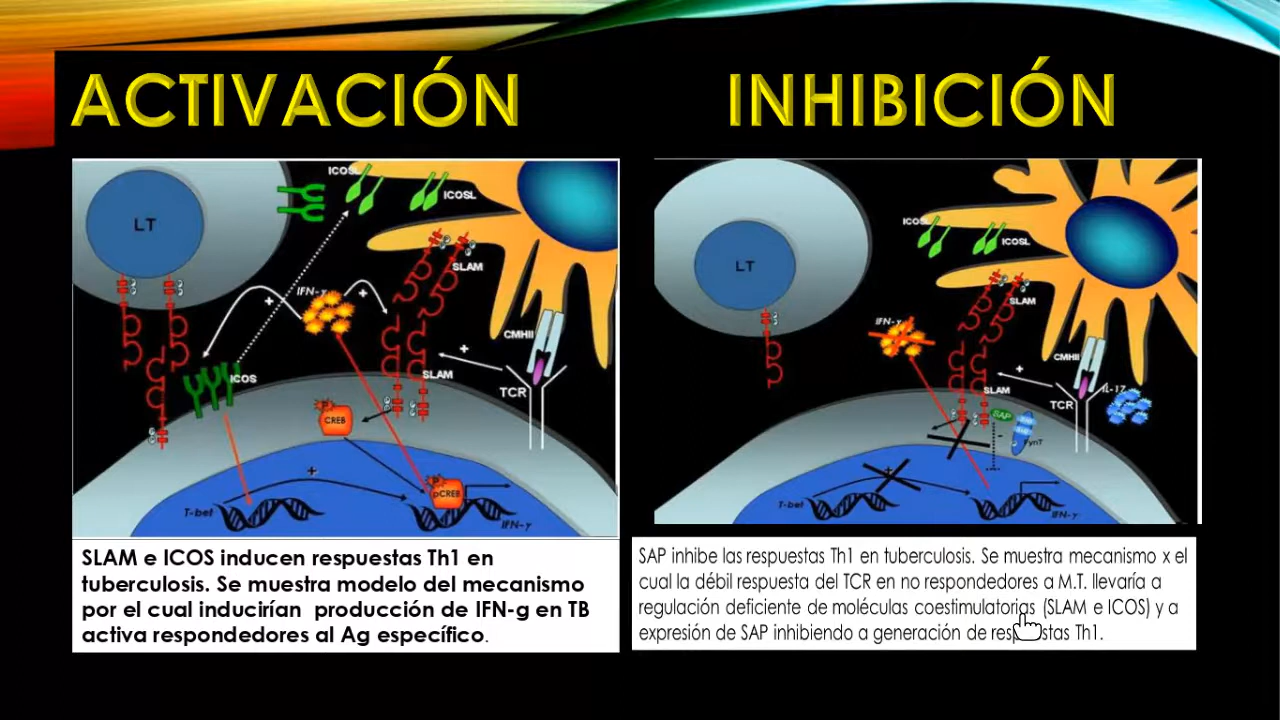 ACTIVACIÓN
INHIBICIÓN
ICOSL
ICOSL
LT
SLAM
IFN-γ
+
+
CMHII
+
ICOS
SLAM
TCR
P
CREB
+
P
pCREB
T-bet
IFN-γ
SLAM e ICOS inducen respuestas Th1 en
tuberculosis. Se muestra modelo del mecanismo
por el cual inducirían producción de IFN-g en TB
activa respondedores al Ag específico.
ICOSL
ICOSL
LT
SLAM
IFN-γ
CMHII
+
SLAM
IL-17
TCR
SAP
FynT
-
+
T-bet
IFN-γ
SAP inhibe las respuestas Th1 en tuberculosis. Se muestra mecanismo x el
cual la débil respuesta del TCR en no respondedores a M.T. llevaría a
regulación deficiente de moléculas coestimulatorias (SLAM e ICOS) y a
expresión de SAP inhibiendo a generación de respuestas Th1.